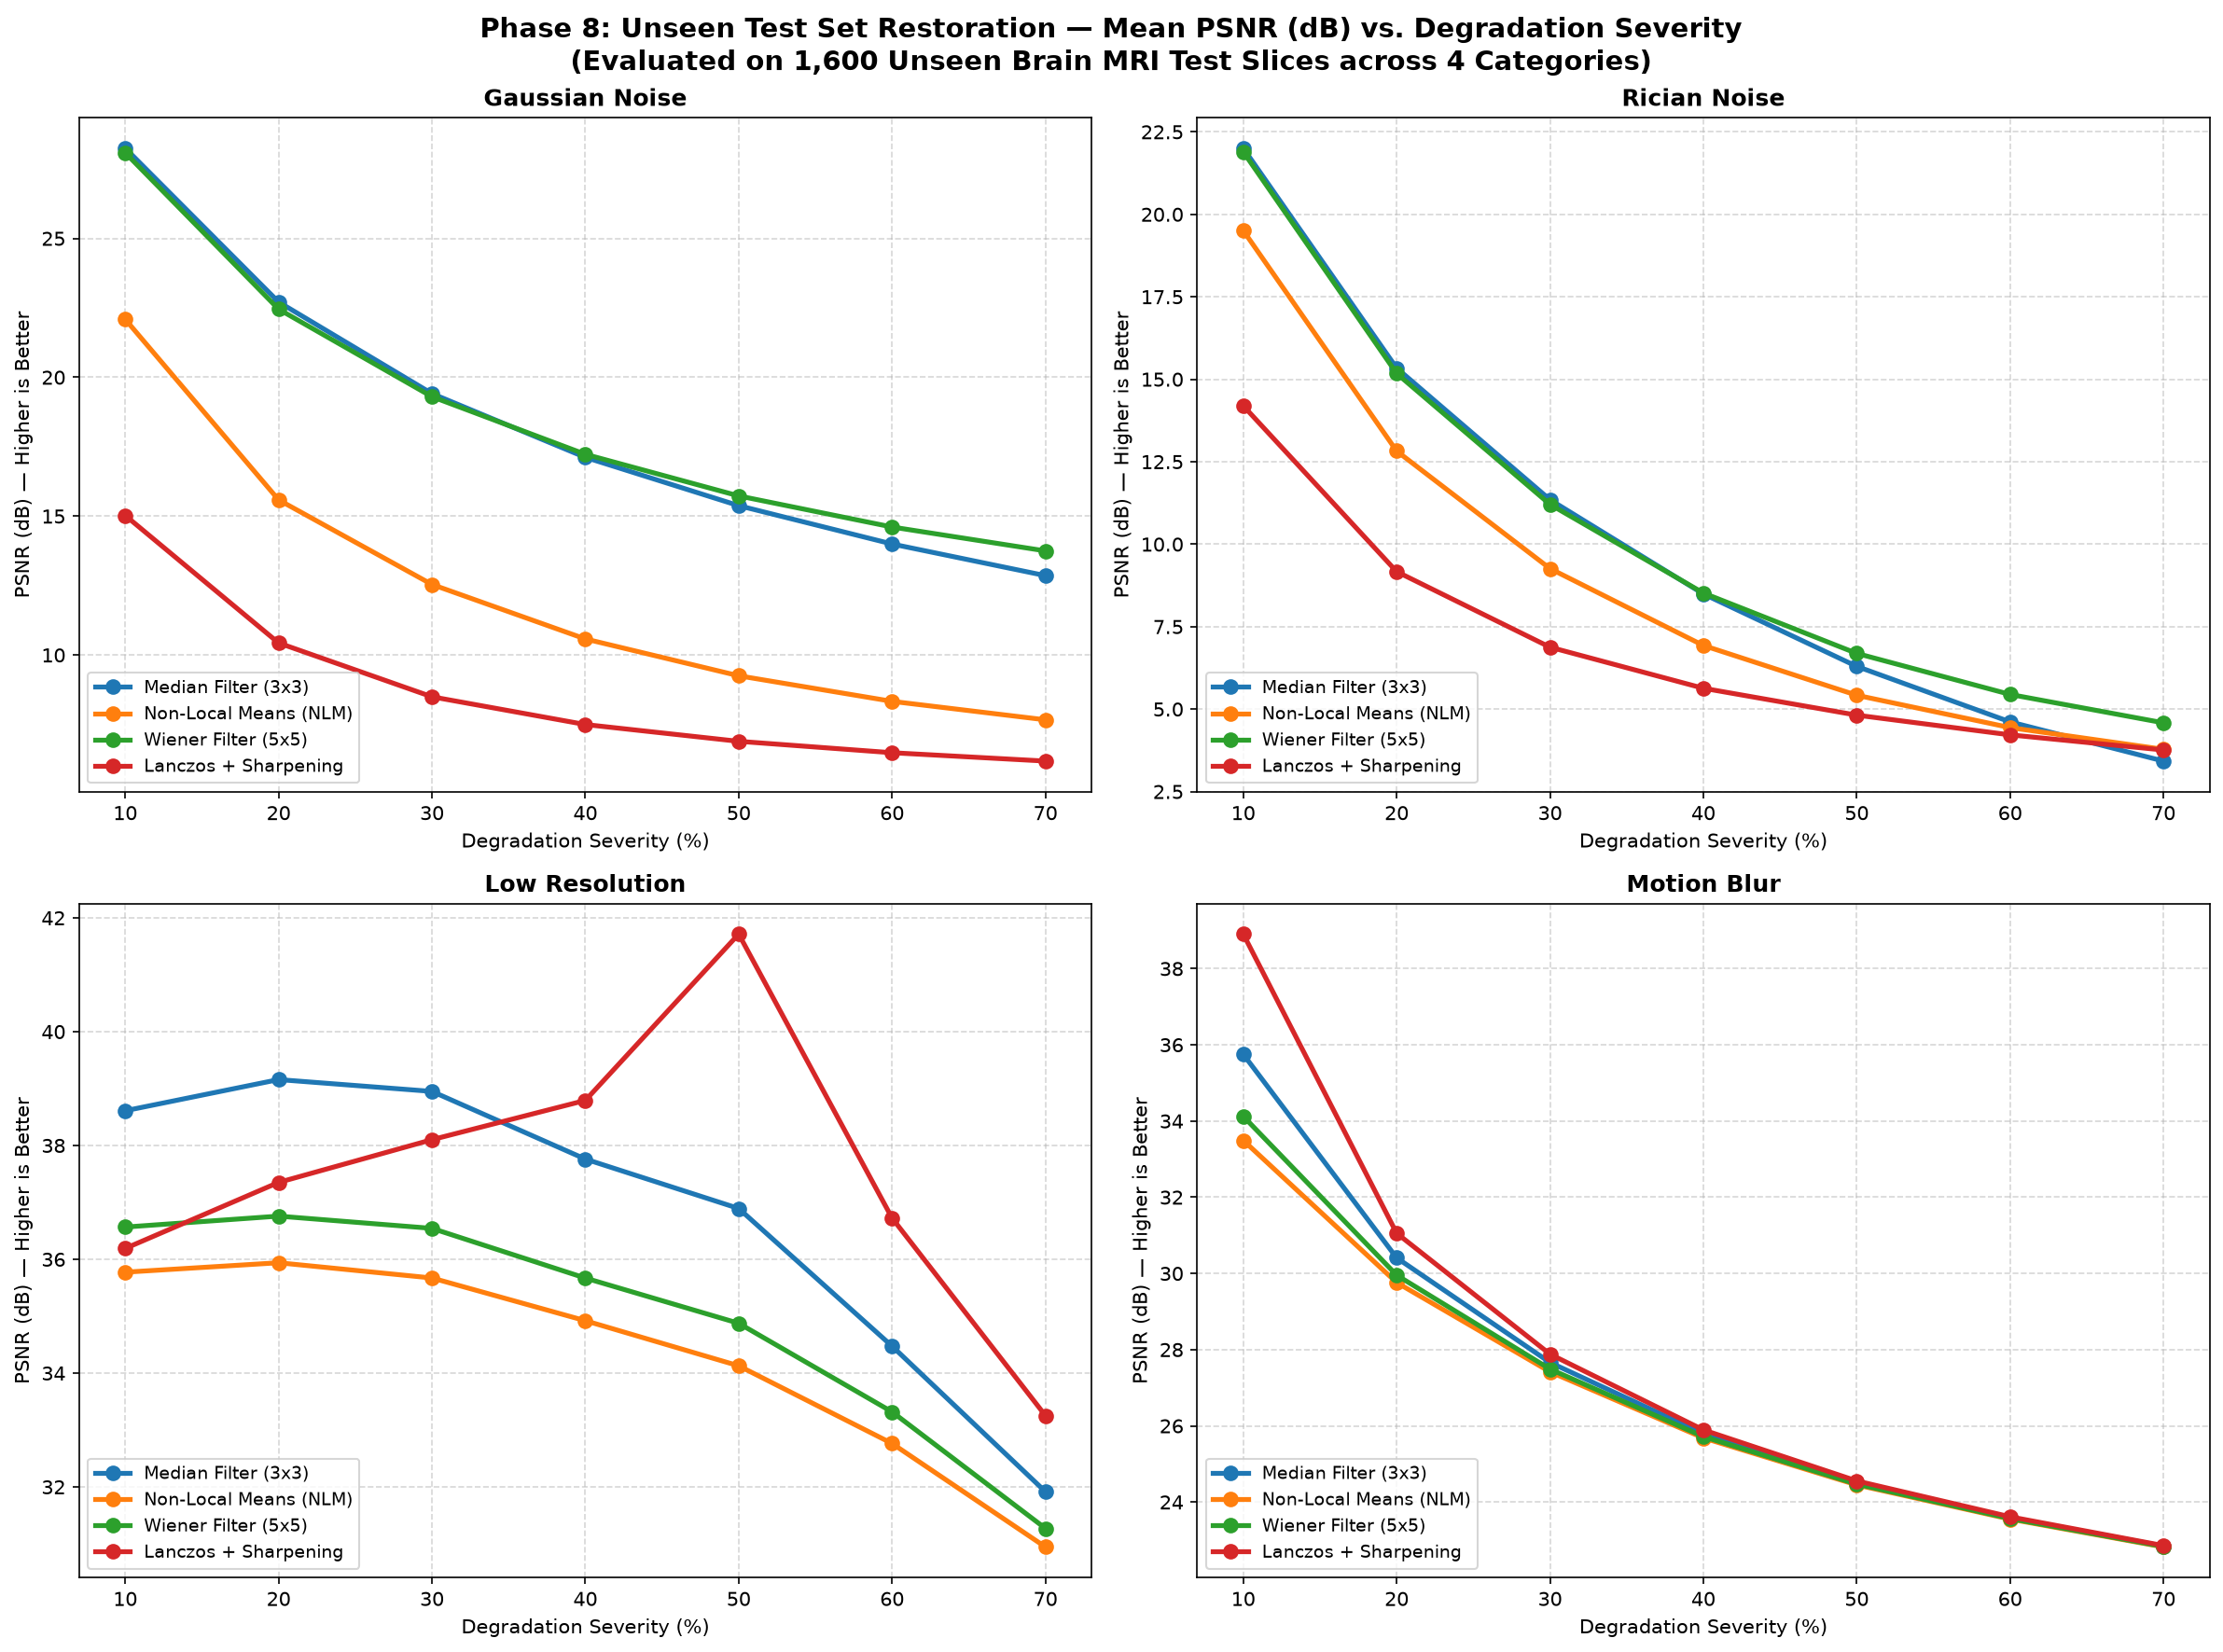 Phase 8: Unseen Test Set Restoration — Mean PSNR (dB) vs. Degradation Severity
(Evaluated on 1,600 Unseen Brain MRI Test Slices across 4 Categories)
Gaussian Noise
PSNR (dB) — Higher is Better
25
20
15
10
Median Filter (3x3)
Non-Local Means (NLM)
Wiener Filter (5x5)
Lanczos + Sharpening
10 20 30 40 50 60 70
Degradation Severity (%)
Rician Noise
PSNR (dB) — Higher is Better
22.5
20.0
17.5
15.0
12.5
10.0
7.5
5.0
2.5
Median Filter (3x3)
Non-Local Means (NLM)
Wiener Filter (5x5)
Lanczos + Sharpening
10 20 30 40 50 60 70
Degradation Severity (%)
Low Resolution
PSNR (dB) — Higher is Better
42
40
38
36
34
32
Median Filter (3x3)
Non-Local Means (NLM)
Wiener Filter (5x5)
Lanczos + Sharpening
10 20 30 40 50 60 70
Degradation Severity (%)
Motion Blur
PSNR (dB) — Higher is Better
38
36
34
32
30
28
26
24
Median Filter (3x3)
Non-Local Means (NLM)
Wiener Filter (5x5)
Lanczos + Sharpening
10 20 30 40 50 60 70
Degradation Severity (%)